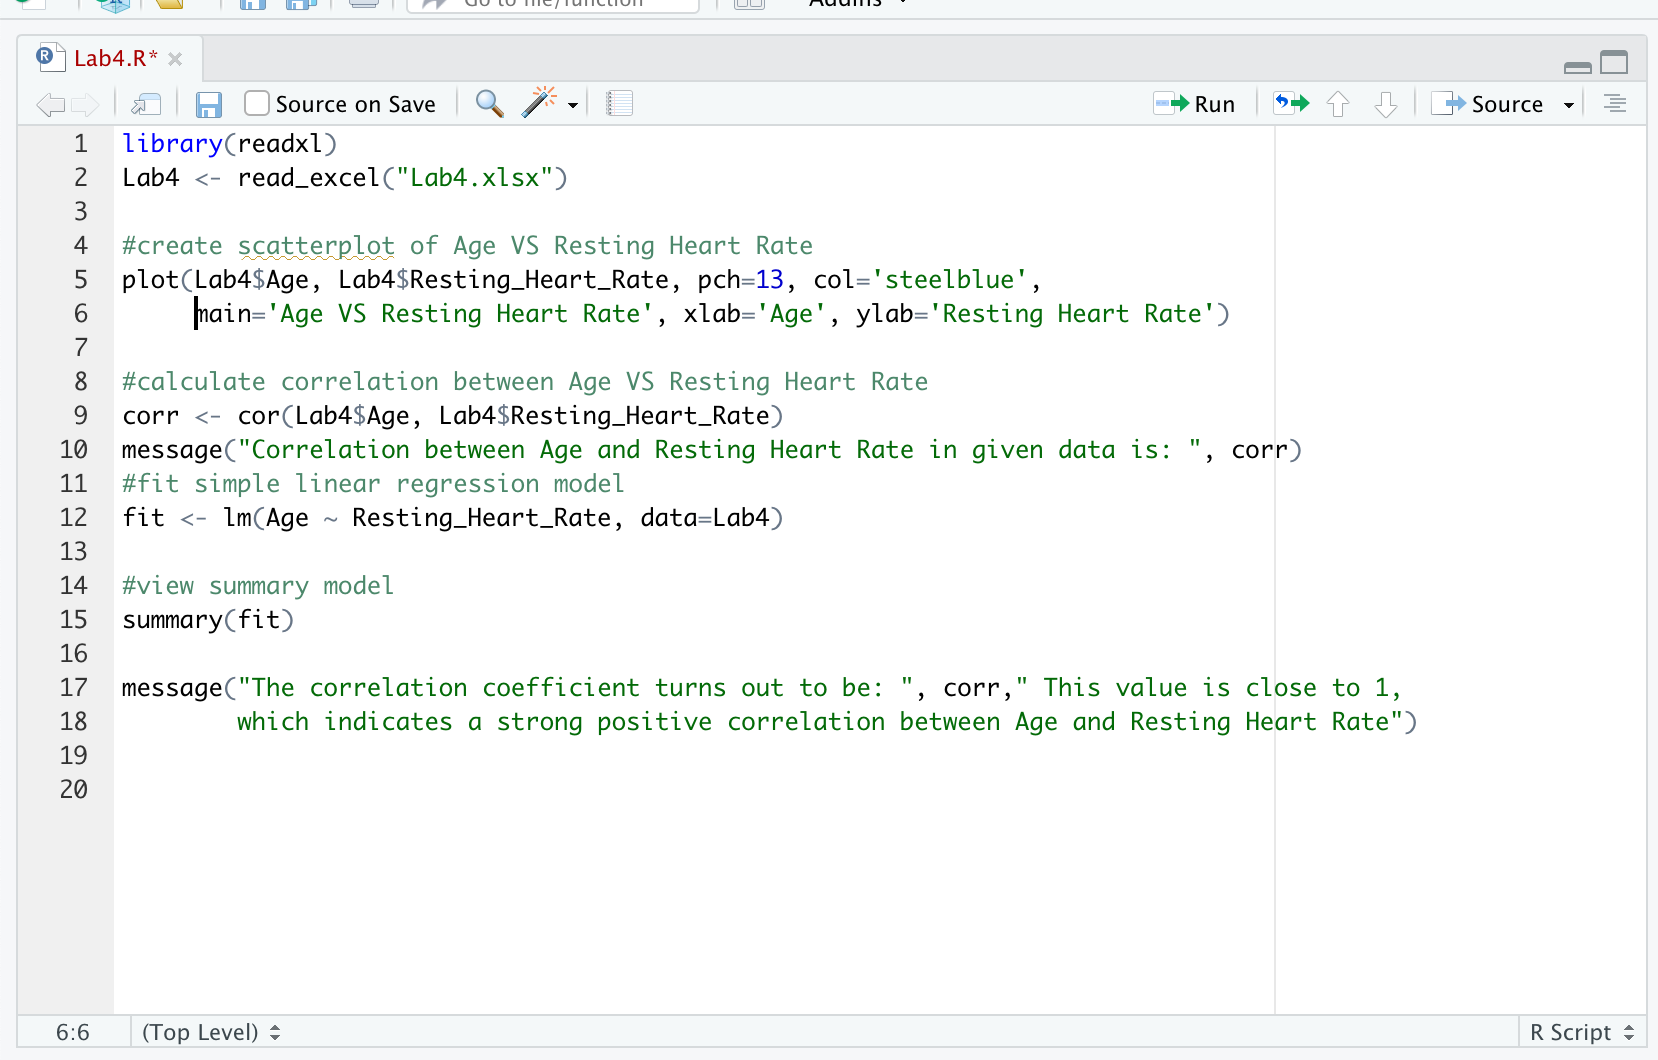 Go to file/function
Addins
Lab4.R*
Source on Save
Run
Source
1 library(readxl)
2 Lab4 <- read_excel("Lab4.xlsx")
3
4 #create scatterplot of Age VS Resting Heart Rate
5 plot(Lab4$Age, Lab4$Resting_Heart_Rate, pch=13, col='steelblue',
6      main='Age VS Resting Heart Rate', xlab='Age', ylab='Resting Heart Rate')
7
8 #calculate correlation between Age VS Resting Heart Rate
9 corr <- cor(Lab4$Age, Lab4$Resting_Heart_Rate)
10 message("Correlation between Age and Resting Heart Rate in given data is: ", corr)
11 #fit simple linear regression model
12 fit <- lm(Age ~ Resting_Heart_Rate, data=Lab4)
13
14 #view summary model
15 summary(fit)
16
17 message("The correlation coefficient turns out to be: ", corr," This value is close to 1,
18         which indicates a strong positive correlation between Age and Resting Heart Rate")
19
20
6:6
(Top Level)
R Script